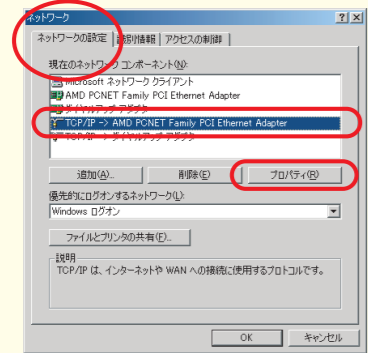 ネットワーク
ネットワークの設定 識別情報 アクセスの制御
現在のネットワーク コンポーネント(N):
Microsoft ネットワーク クライアント
AMD PCNET Family PCI Ethernet Adapter
ダイヤルアップ アダプタ
TCP/IP -> AMD PCNET Family PCI Ethernet Adapter
TCP/IP -> ダイヤルアップ アダプタ
追加(A)... 削除(E) プロパティ(R)
優先的にログオンするネットワーク(L):
Windows ログオン
ファイルとプリンタの共有(F)...
説明
TCP/IP は、インターネットや WAN への接続に使用するプロトコルです。
OK キャンセル